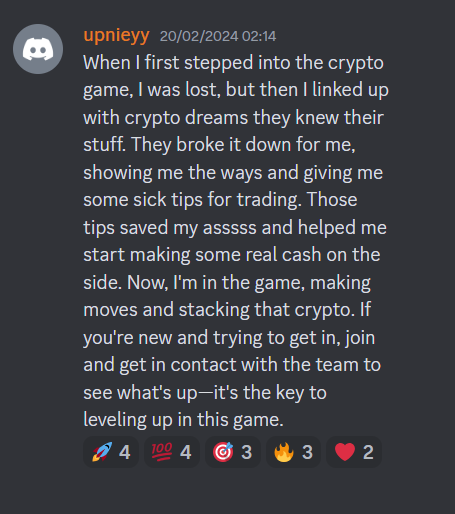 upnieyy 20/02/2024 02:14
When I first stepped into the crypto
game, I was lost, but then I linked up
with crypto dreams they knew their
stuff. They broke it down for me,
showing me the ways and giving me
some sick tips for trading. Those
tips saved my asssss and helped me
start making some real cash on the
side. Now, I'm in the game, making
moves and stacking that crypto. If
you're new and trying to get in, join
and get in contact with the team to
see what's up—it's the key to
leveling up in this game.
🚀 4 💯 4 🎯 3 🔥 3 ❤️ 2